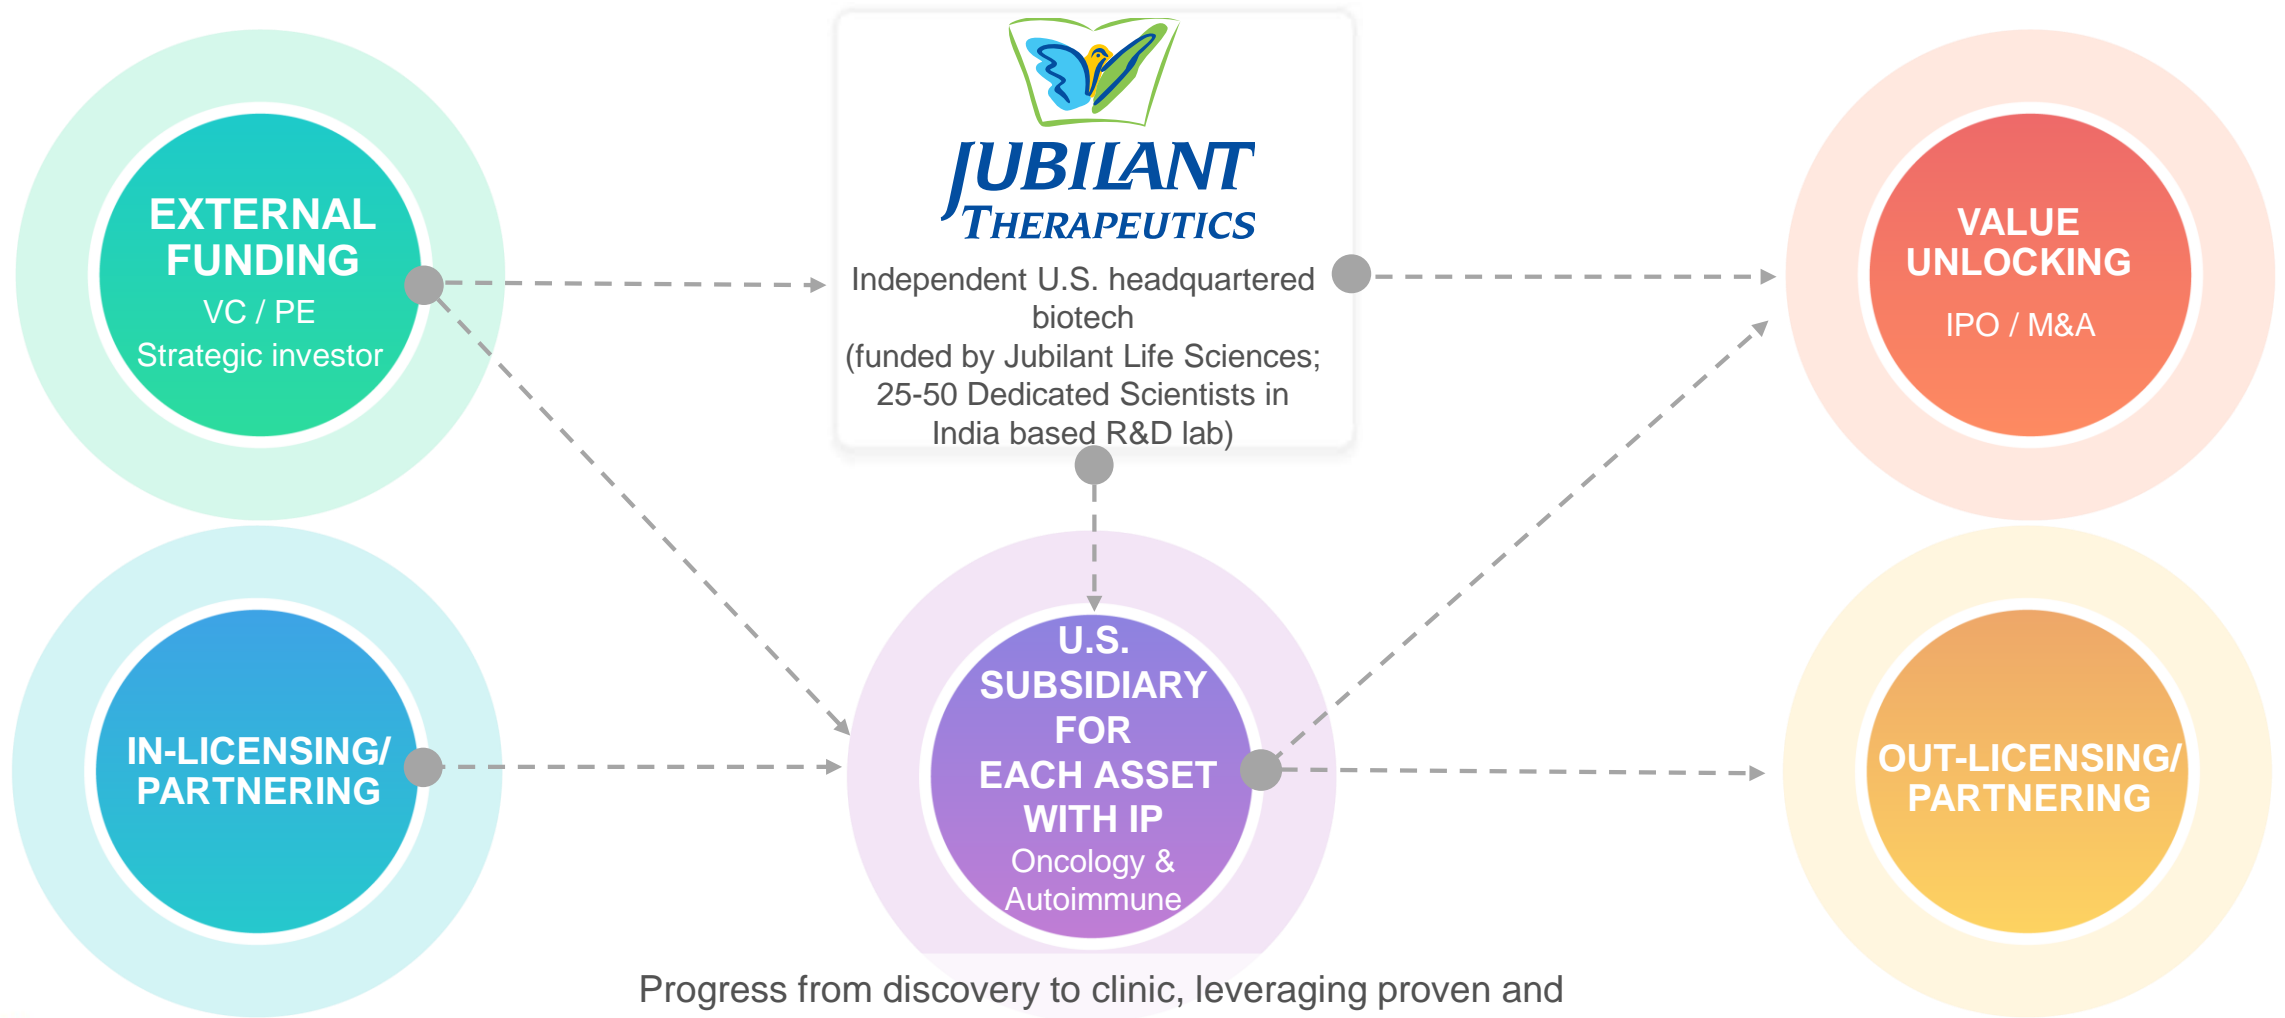 EXTERNAL
FUNDING
VC / PE
Strategic investor
JUBILANT
THERAPEUTICS
Independent U.S. headquartered
biotech
(funded by Jubilant Life Sciences;
25-50 Dedicated Scientists in
India based R&D lab)
VALUE
UNLOCKING
IPO / M&A
IN-LICENSING/
PARTNERING
U.S.
SUBSIDIARY
FOR
EACH ASSET
WITH IP
Oncology &
Autoimmune
OUT-LICENSING/
PARTNERING
Progress from discovery to clinic, leveraging proven and